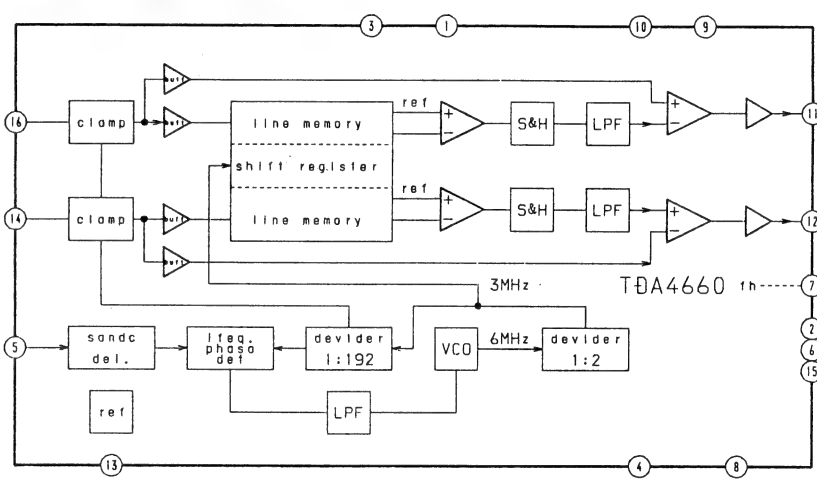 3 1 10 9
buff
16 clamp buff line memory ref + - S&H LPF + - 11
shift register
14 clamp buff line memory ref + - S&H LPF + - 12
buff
3MHz TDA4660 fh 7
2
5 sandc
del. ifeq.
phasa
det devider
1:192 VCO 6MHz devider
1:2 6
15
ref LPF
13 4 8